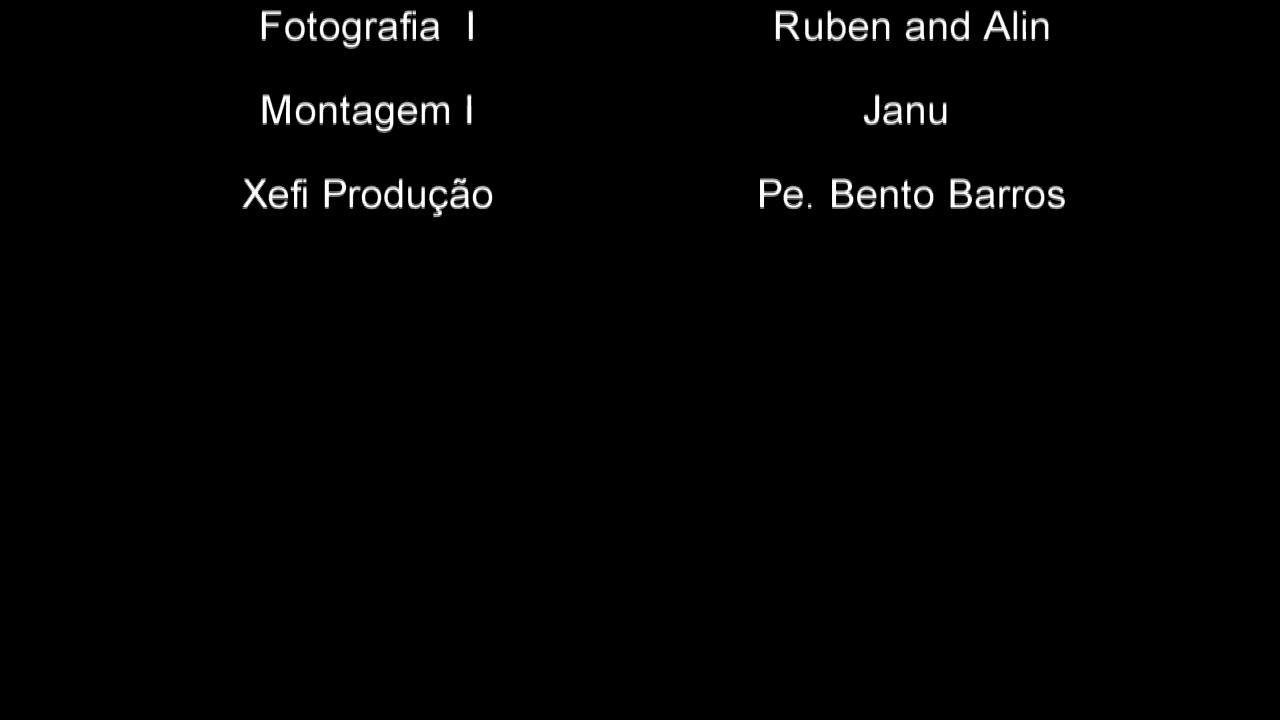 Fotografia I Ruben and Alin
Montagem I Janu
Xefi Produção Pe. Bento Barros